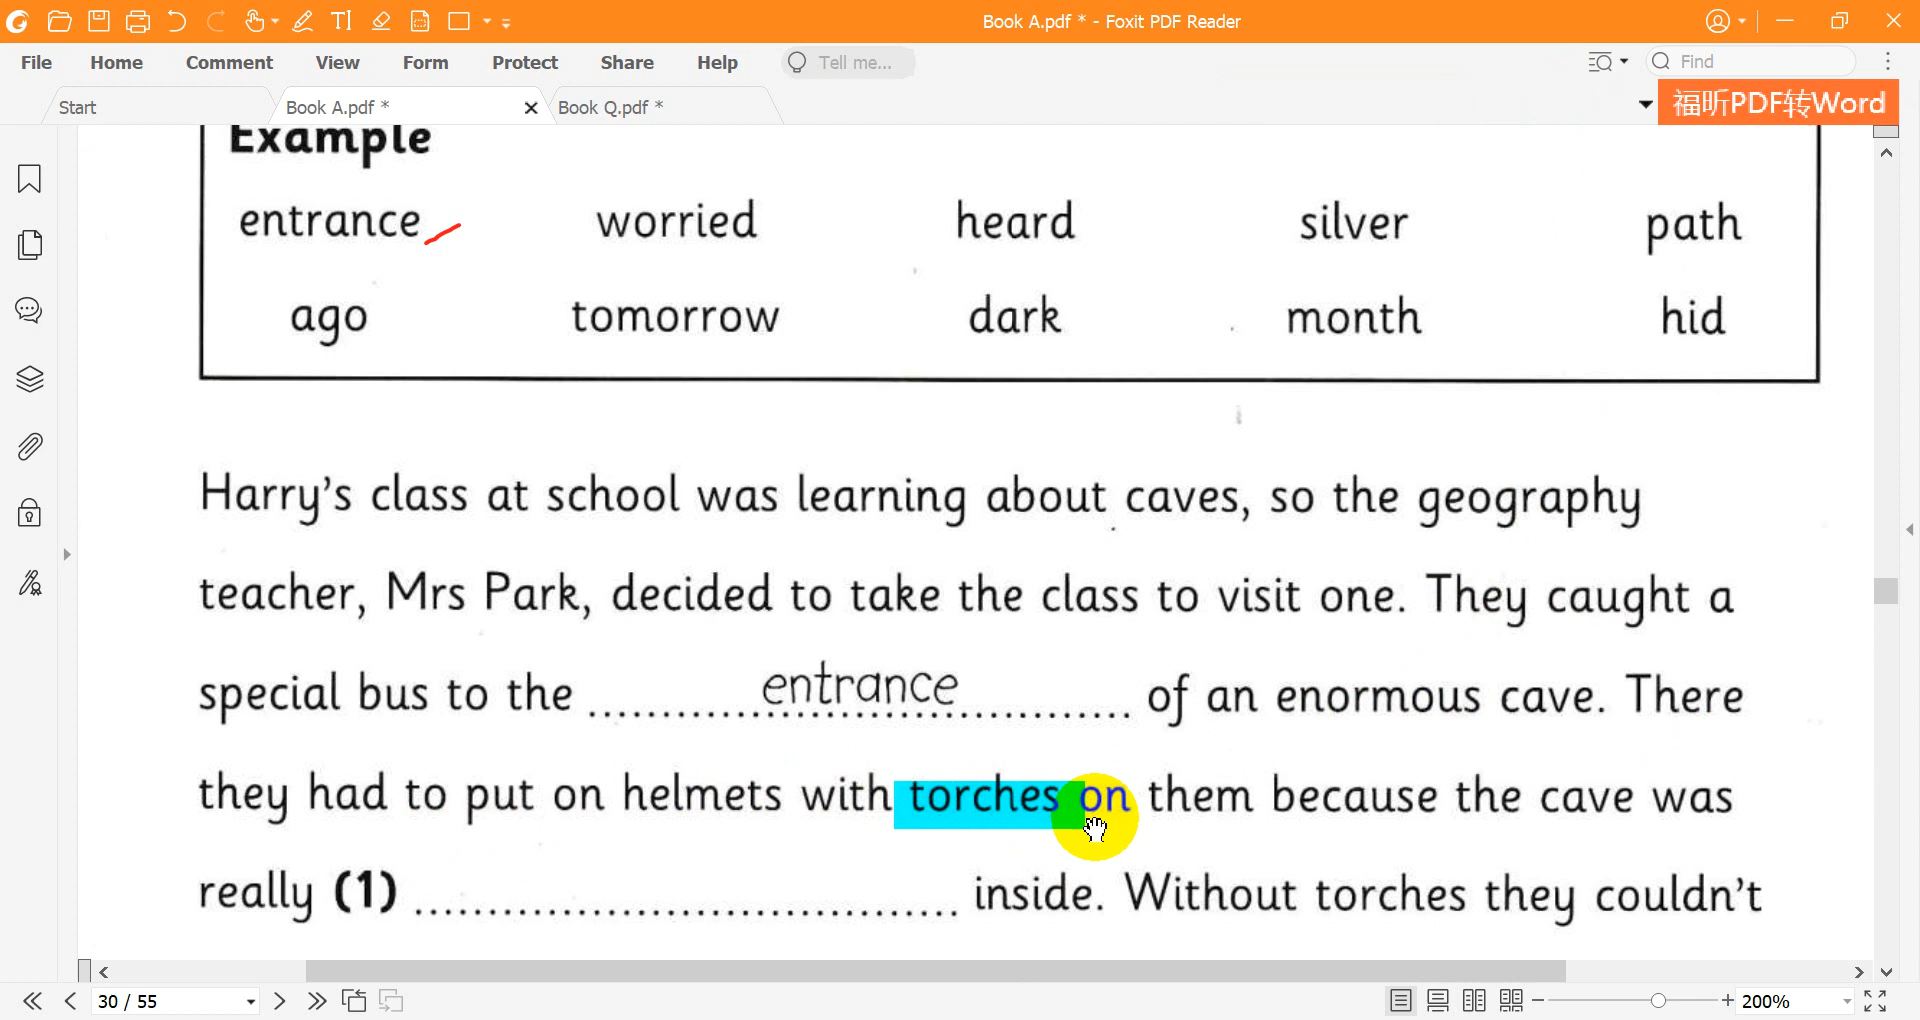 Book A.pdf * - Foxit PDF Reader
File Home Comment View Form Protect Share Help Tell me... Find
Start Book A.pdf * Book Q.pdf * 福昕PDF转Word
Example
entrance worried heard silver path
ago tomorrow dark month hid
Harry's class at school was learning about caves, so the geography
teacher, Mrs Park, decided to take the class to visit one. They caught a
special bus to the entrance of an enormous cave. There
they had to put on helmets with torches on them because the cave was
really (1) ........................................ inside. Without torches they couldn't
30 / 55 200%